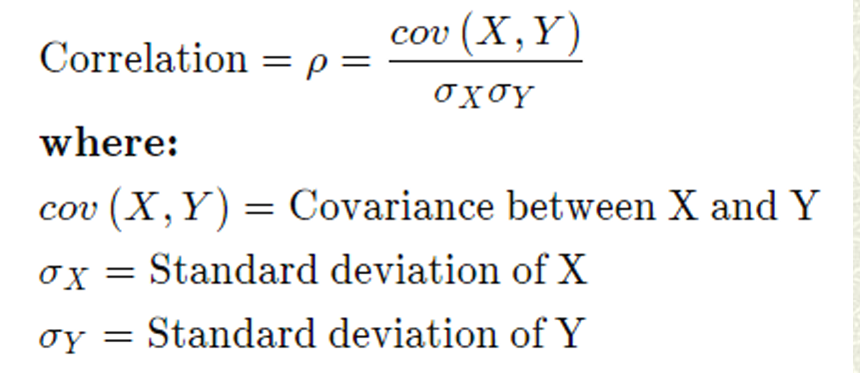 Correlation = ρ = cov (X, Y) / σXσY
where:
cov (X, Y) = Covariance between X and Y
σX = Standard deviation of X
σY = Standard deviation of Y